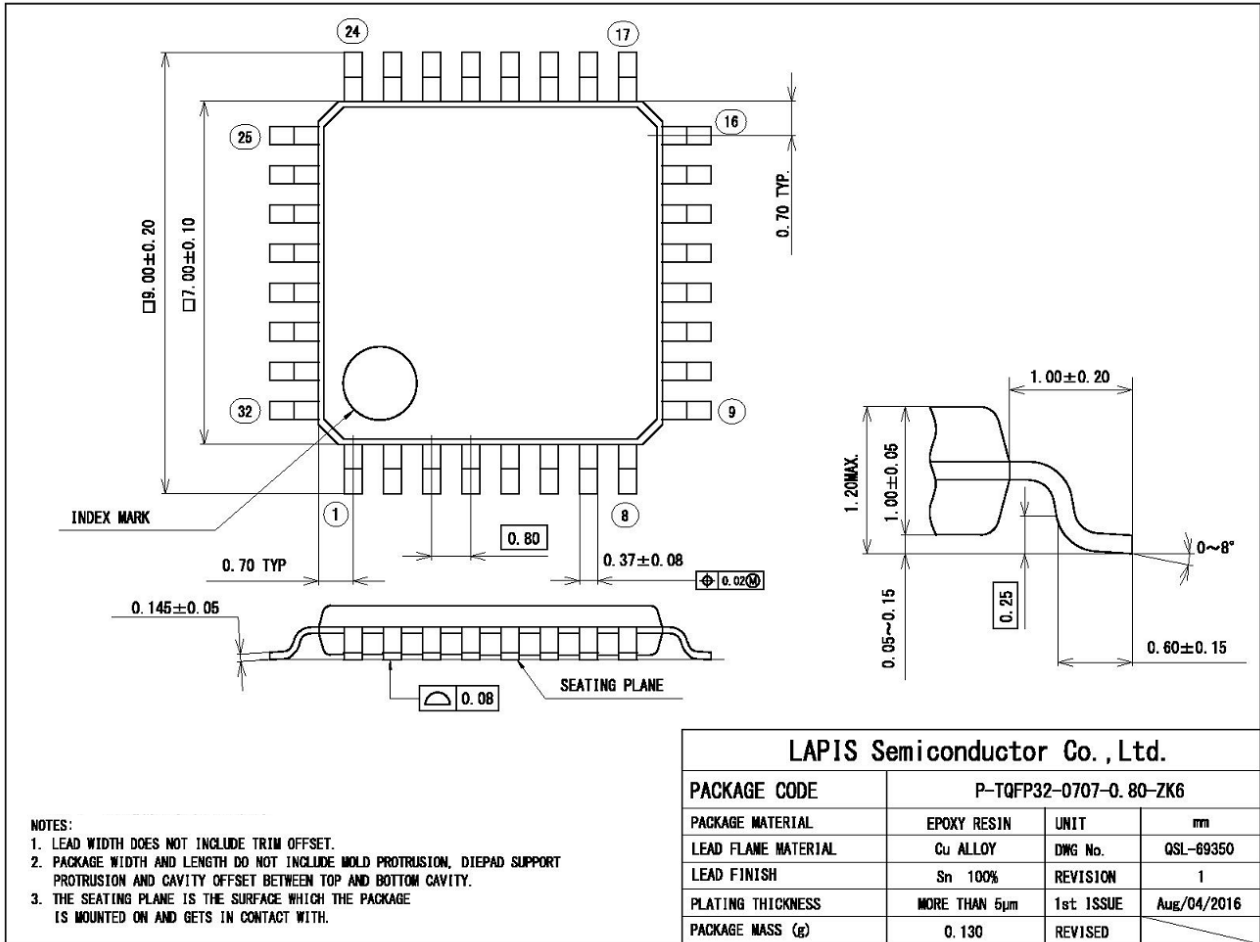 24
17
25
16
0.70 TYP.
□9.00±0.20
□7.00±0.10
32
9
1
8
INDEX MARK
0.80
0.70 TYP
0.37±0.08
⌖ 0.02Ⓜ
0.145±0.05
SEATING PLANE
⌓ 0.08
1.00±0.20
1.20MAX.
1.00±0.05
0~8°
0.25
0.05~0.15
0.60±0.15
NOTES:
1. LEAD WIDTH DOES NOT INCLUDE TRIM OFFSET.
2. PACKAGE WIDTH AND LENGTH DO NOT INCLUDE MOLD PROTRUSION, DIEPAD SUPPORT
PROTRUSION AND CAVITY OFFSET BETWEEN TOP AND BOTTOM CAVITY.
3. THE SEATING PLANE IS THE SURFACE WHICH THE PACKAGE
IS MOUNTED ON AND GETS IN CONTACT WITH.
LAPIS Semiconductor Co.,Ltd.
PACKAGE CODE P-TQFP32-0707-0.80-ZK6
PACKAGE MATERIAL EPOXY RESIN UNIT mm
LEAD FLAME MATERIAL Cu ALLOY DWG No. QSL-69350
LEAD FINISH Sn 100% REVISION 1
PLATING THICKNESS MORE THAN 5μm 1st ISSUE Aug/04/2016
PACKAGE MASS (g) 0.130 REVISED